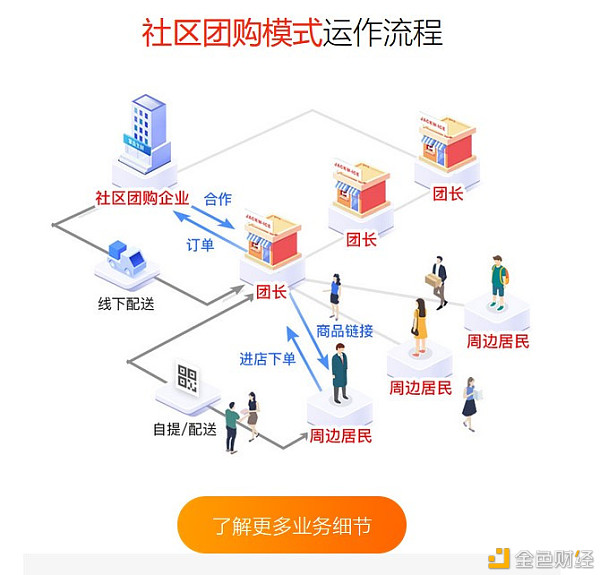 社区团购模式运作流程
JACKWICE
JACKWICE
JACKWICE
社区团购企业
合作
团长
团长
订单
团长
线下配送
商品链接
进店下单
周边居民
周边居民
自提/配送
周边居民
了解更多业务细节
金色财经